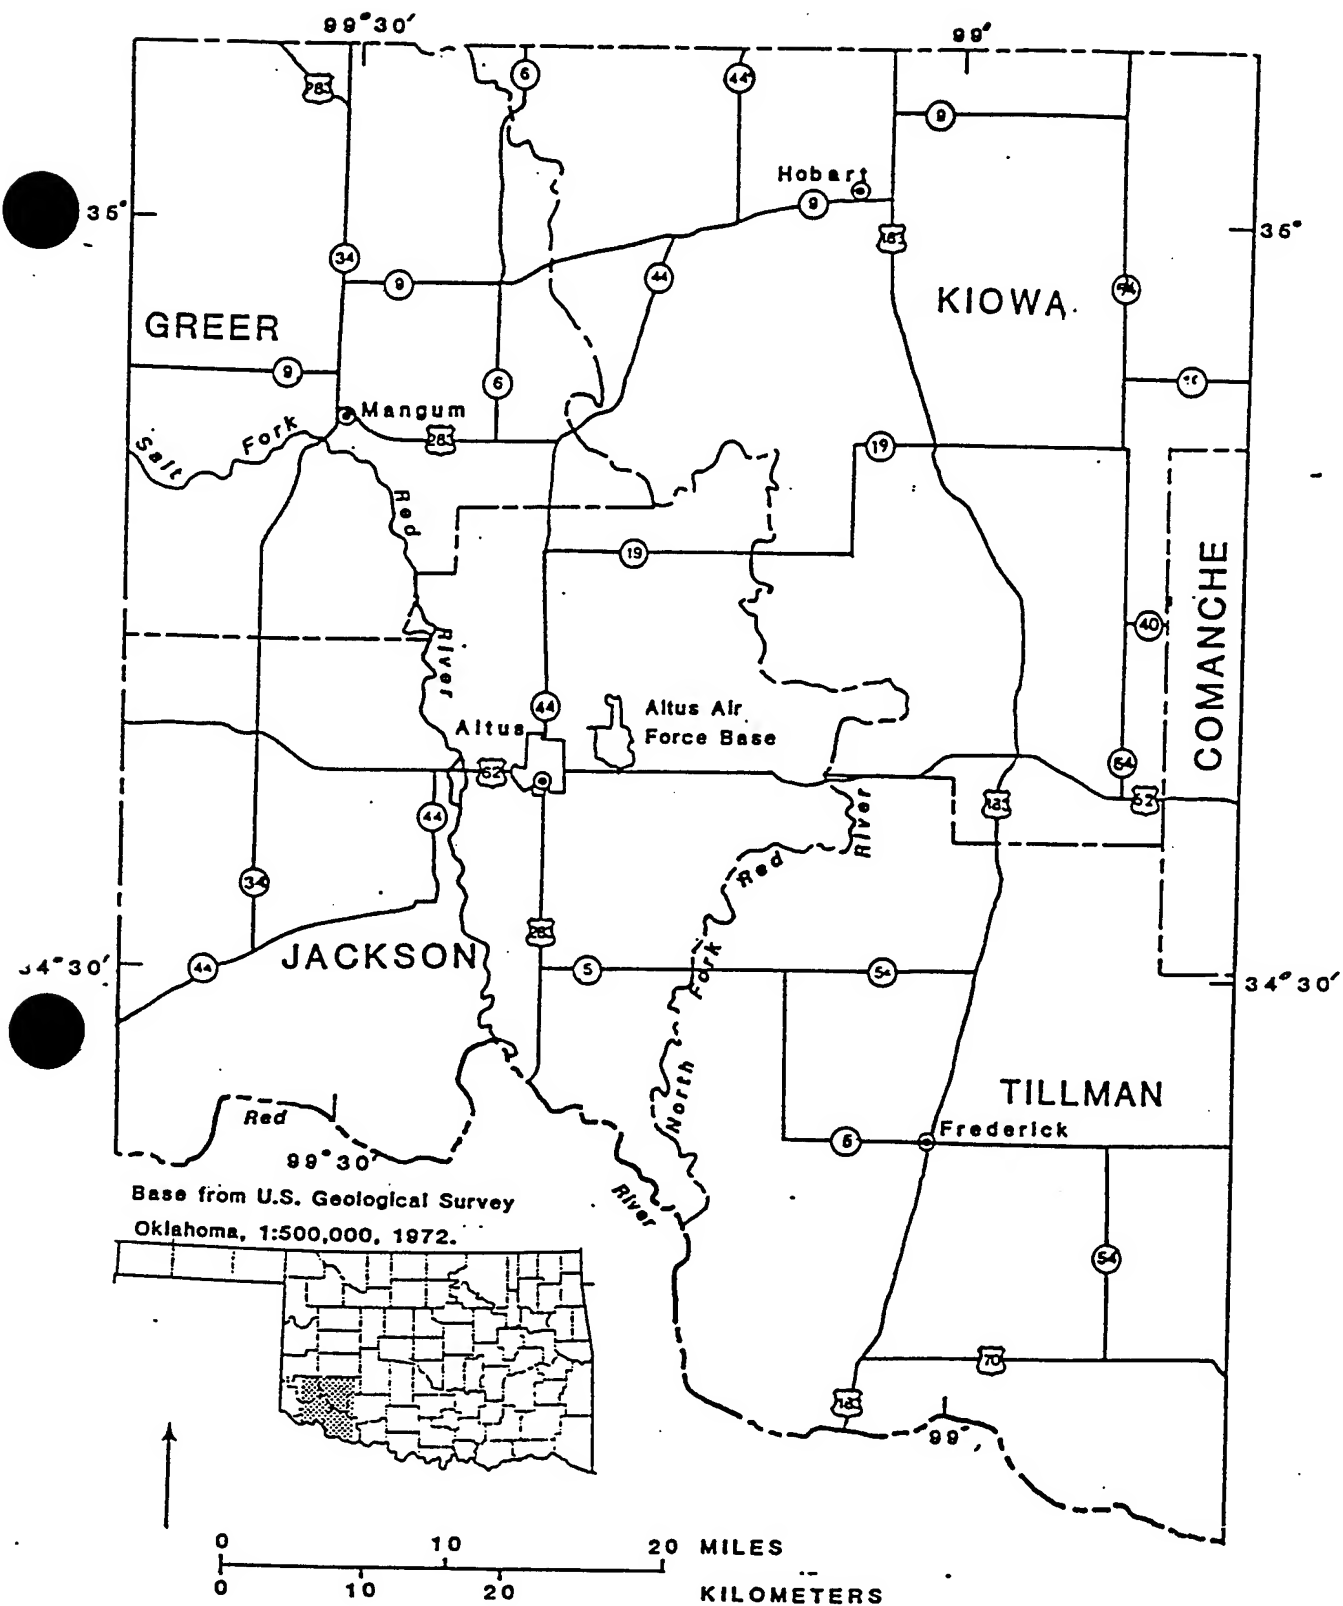 99°30′
99°
283
6
44
9
Hobart
9
35°
183
35°
34
44
9
54
GREER
KIOWA
9
6
Mangum
283
19
Salt Fork
Red
19
COMANCHE
40
River
44
Altus
Altus Air
Force Base
62
54
183
62
44
River
Red
34
283
JACKSON
Fork
34°30′
44
5
54
34°30′
North
TILLMAN
Red
5
Frederick
99°30′
River
Base from U.S. Geological Survey
Oklahoma, 1:500,000, 1972.
54
70
183
99°
0 10 20 MILES
0 10 20 KILOMETERS